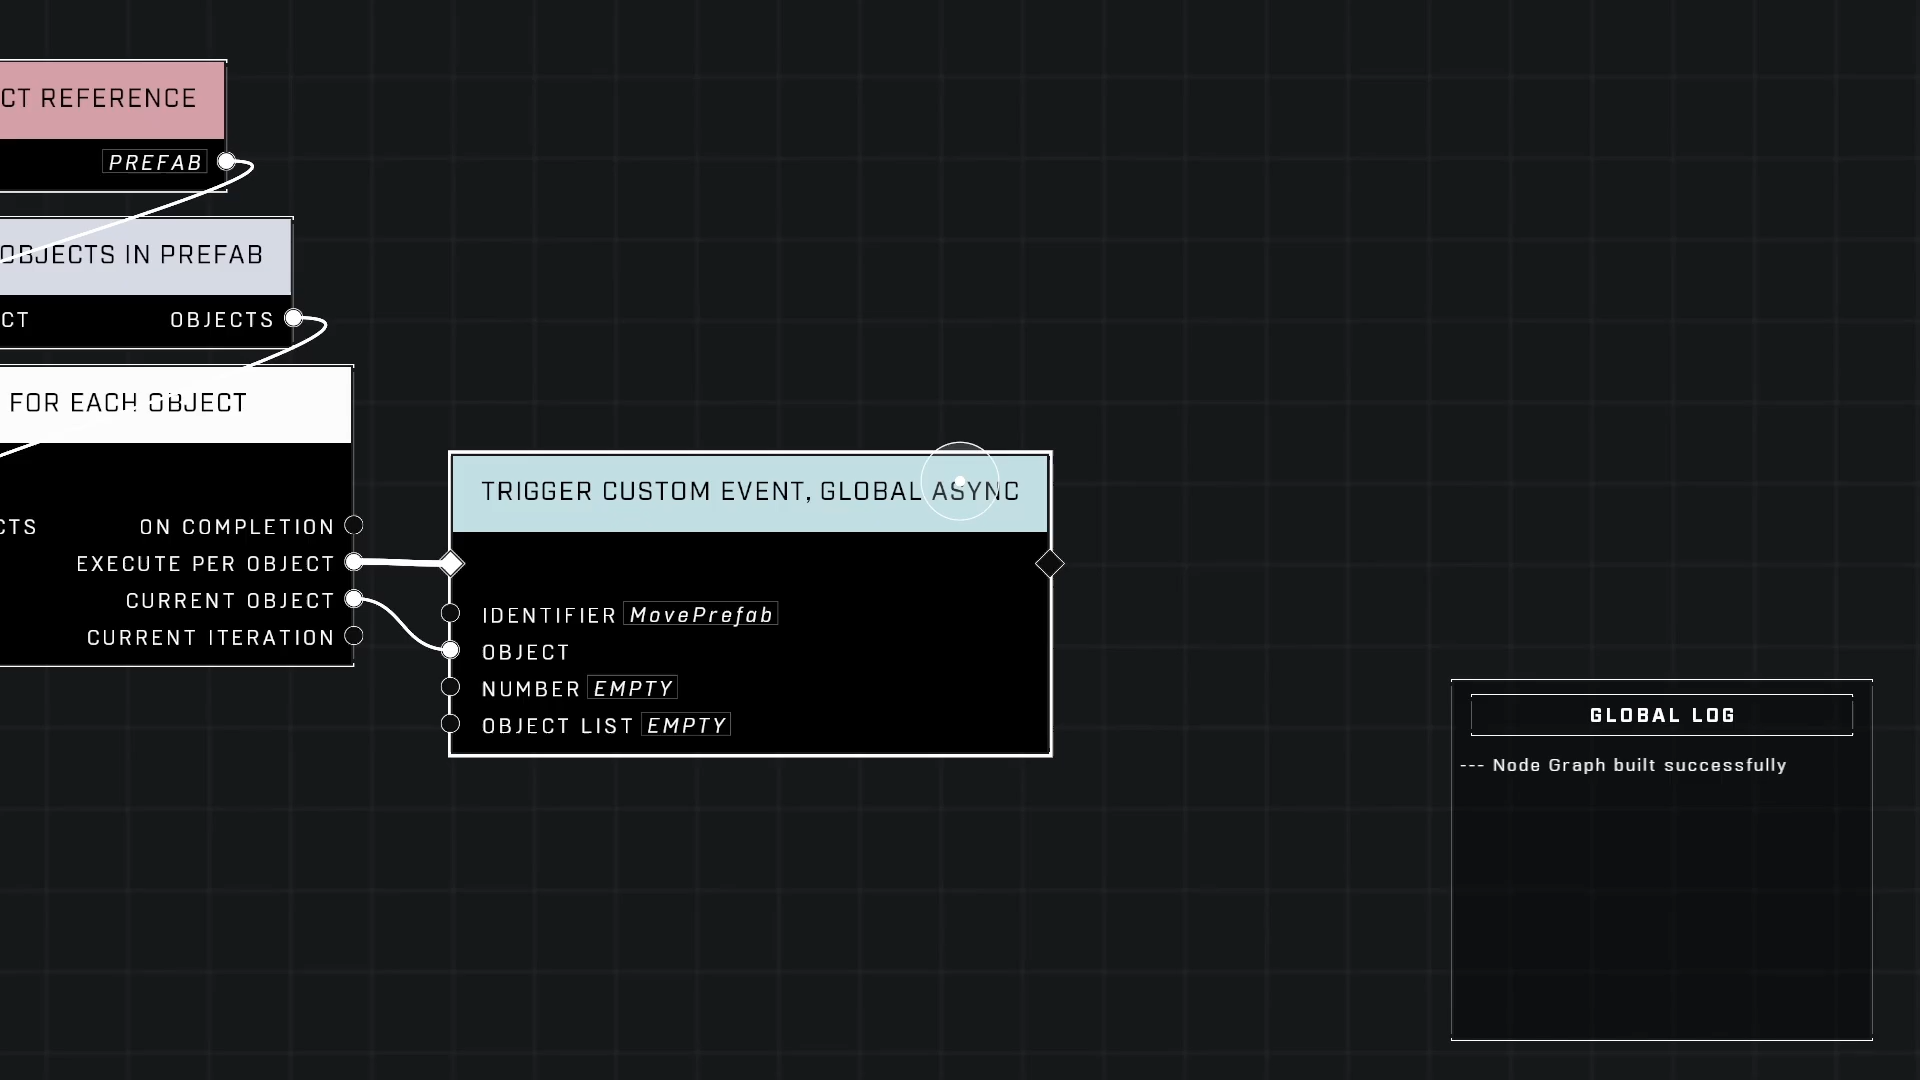 CT REFERENCE
PREFAB
OBJECTS IN PREFAB
CT OBJECTS
FOR EACH OBJECT
CTS ON COMPLETION
EXECUTE PER OBJECT
CURRENT OBJECT
CURRENT ITERATION
TRIGGER CUSTOM EVENT, GLOBAL ASYNC
IDENTIFIER MovePrefab
OBJECT
NUMBER EMPTY
OBJECT LIST EMPTY
GLOBAL LOG
--- Node Graph built successfully